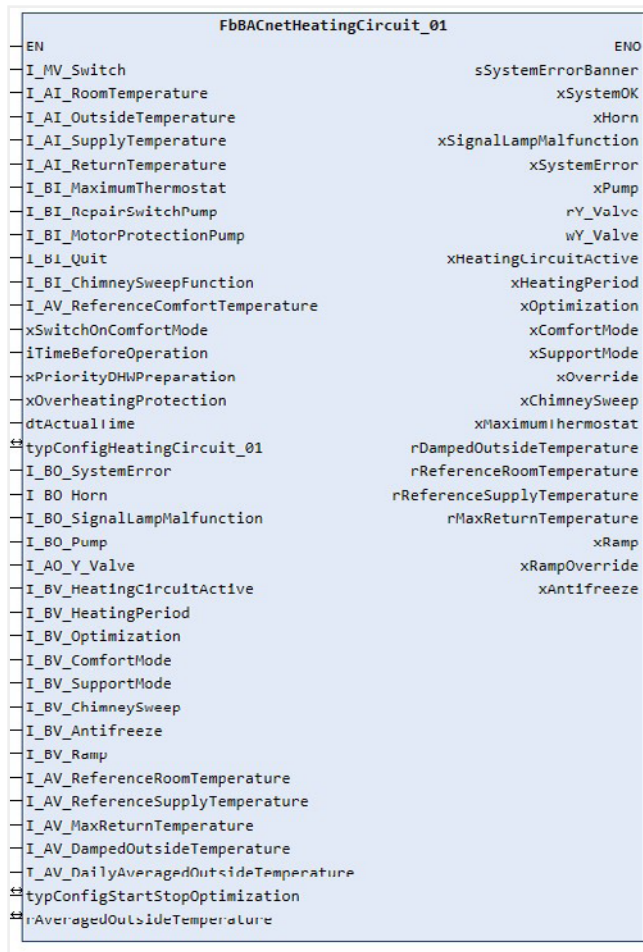 FbBACnetHeatingCircuit_01
EN ENO
I_MV_Switch sSystemErrorBanner
I_AI_RoomTemperature xSystemOK
I_AI_OutsideTemperature xHorn
I_AI_SupplyTemperature xSignalLampMalfunction
I_AI_ReturnTemperature xSystemError
I_BI_MaximumThermostat xPump
I_BI_RepairSwitchPump rY_Valve
I_BI_MotorProtectionPump wY_Valve
I_BI_Quit xHeatingCircuitActive
I_BI_ChimneySweepFunction xHeatingPeriod
I_AV_ReferenceComfortTemperature xOptimization
xSwitchOnComfortMode xComfortMode
iTimeBeforeOperation xSupportMode
xPriorityDHWPreparation xOverride
xOverheatingProtection xChimneySweep
dtActualTime xMaximumThermostat
typConfigHeatingCircuit_01 rDampedOutsideTemperature
I_BO_SystemError rReferenceRoomTemperature
I_BO_Horn rReferenceSupplyTemperature
I_BO_SignalLampMalfunction rMaxReturnTemperature
I_BO_Pump xRamp
I_AO_Y_Valve xRampOverride
I_BV_HeatingCircuitActive xAntifreeze
I_BV_HeatingPeriod
I_BV_Optimization
I_BV_ComfortMode
I_BV_SupportMode
I_BV_ChimneySweep
I_BV_Antifreeze
I_BV_Ramp
I_AV_ReferenceRoomTemperature
I_AV_ReferenceSupplyTemperature
I_AV_MaxReturnTemperature
I_AV_DampedOutsideTemperature
I_AV_DailyAveragedOutsideTemperature
typConfigStartStopOptimization
rAveragedOutsideTemperature